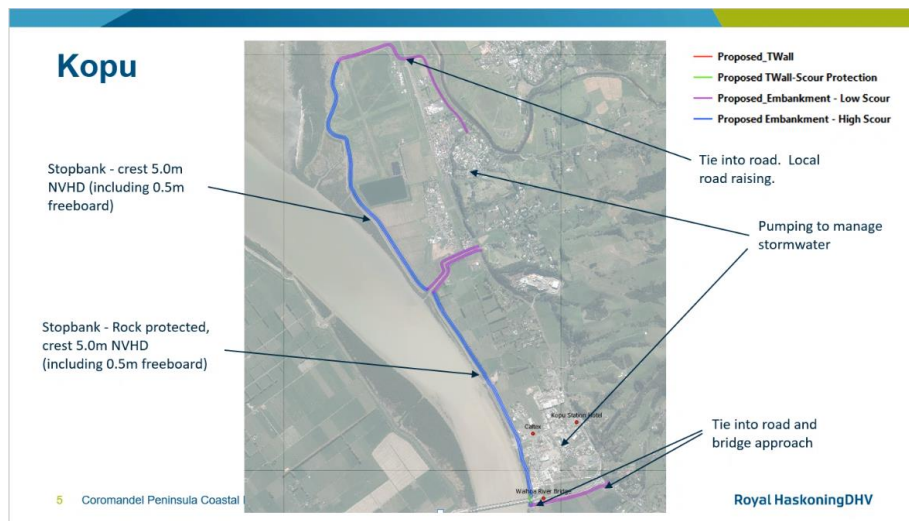 Kopu
Proposed_TWall
Proposed TWall-Scour Protection
Proposed_Embankment - Low Scour
Proposed Embankment - High Scour
Stopbank - crest 5.0m
NVHD (including 0.5m
freeboard)
Tie into road. Local
road raising.
Pumping to manage
stormwater
Stopbank - Rock protected,
crest 5.0m NVHD
(including 0.5m freeboard)
Kopu Station Hotel
Caltex
Tie into road and
bridge approach
Waihou River Bridge
5 Coromandel Peninsula Coastal
Royal HaskoningDHV